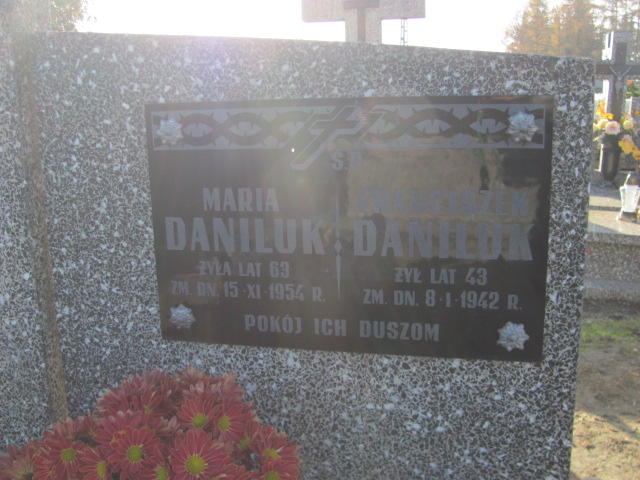 Ś.P.
MARIA
DANILUK
ŻYŁA LAT 63
ZM. DN. 15-XI-1954 R.
FRANCISZEK
DANILUK
ŻYŁ LAT 43
ZM. DN. 8-I-1942 R.
POKÓJ ICH DUSZOM